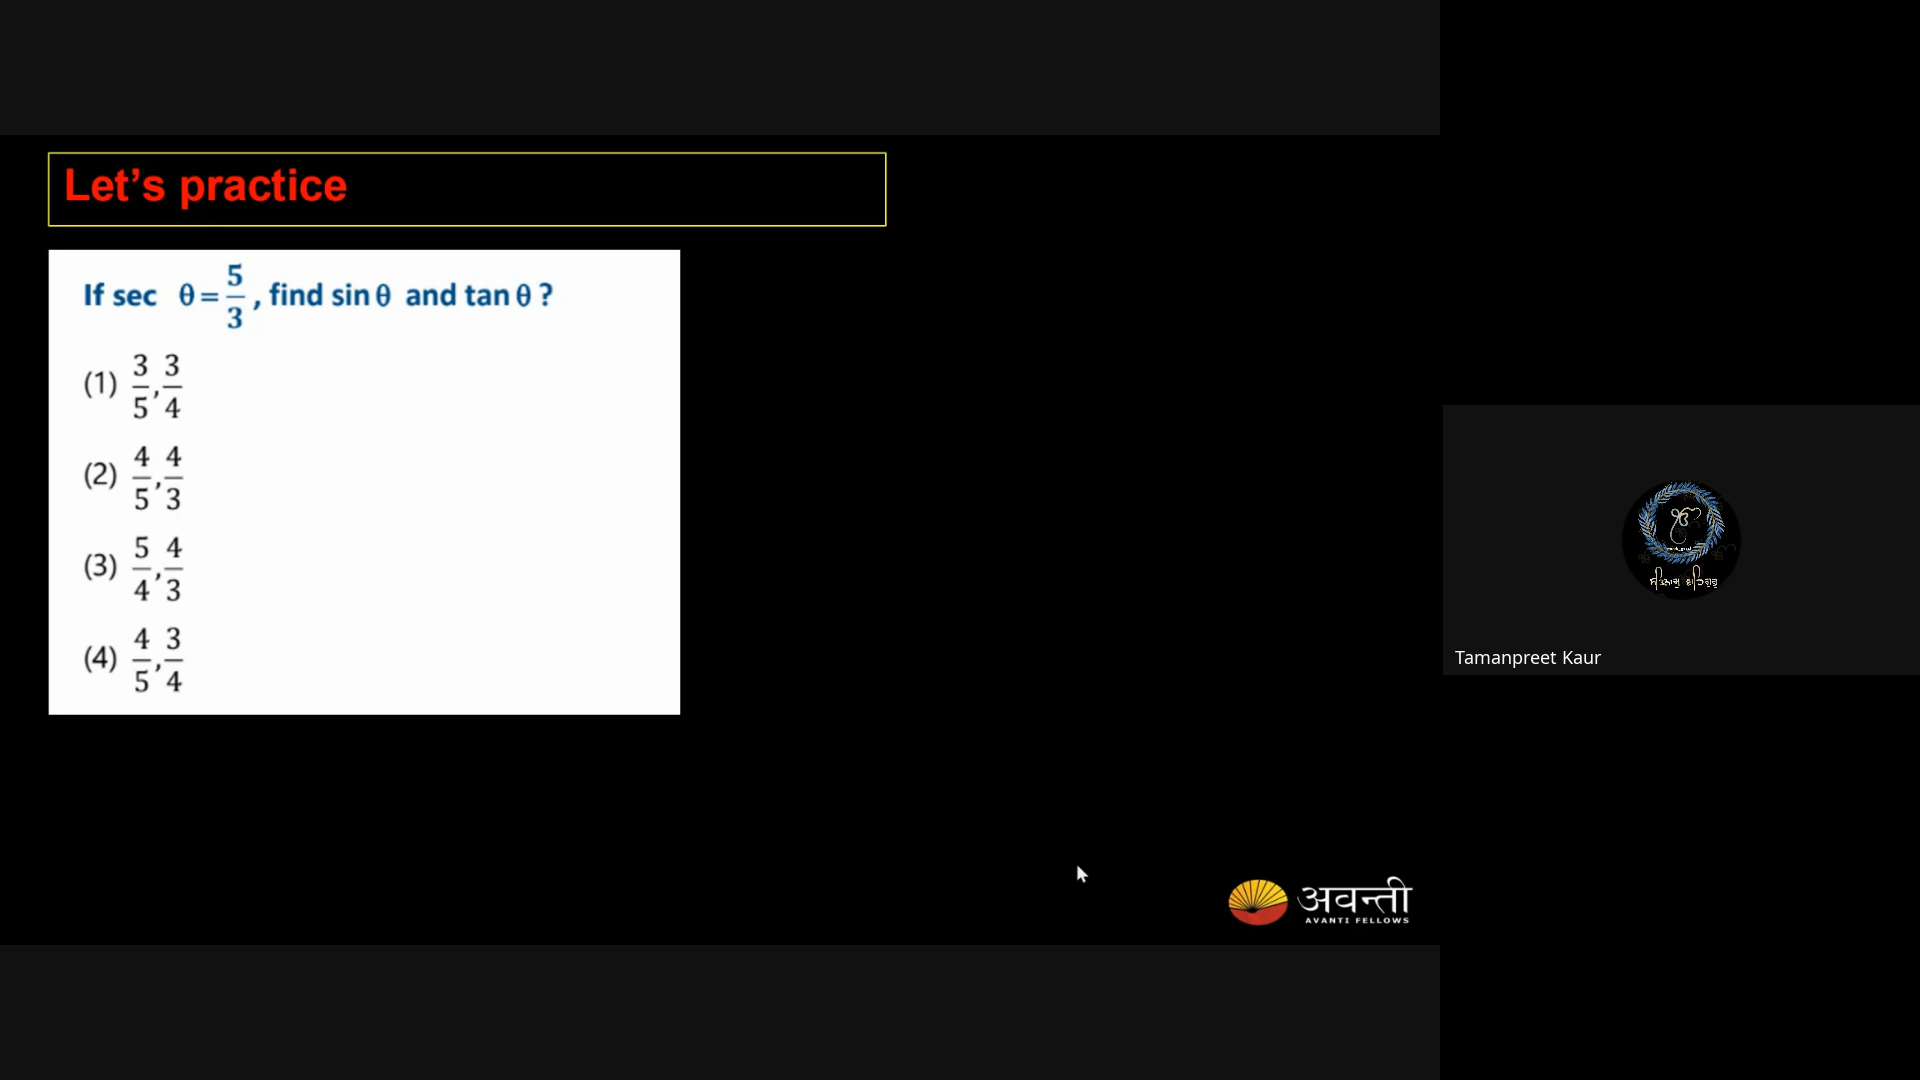 Let’s practice
If sec θ = 5/3 , find sin θ and tan θ ?
(1) 3/5, 3/4
(2) 4/5, 4/3
(3) 5/4, 4/3
(4) 4/5, 3/4
Tamanpreet Kaur
अवन्ती
AVANTI FELLOWS